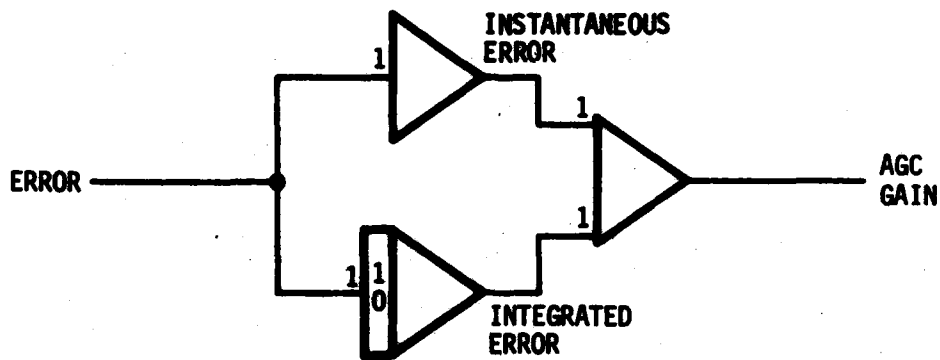 INSTANTANEOUS
ERROR
1
1
ERROR
AGC
GAIN
1
1
1
0
INTEGRATED
ERROR